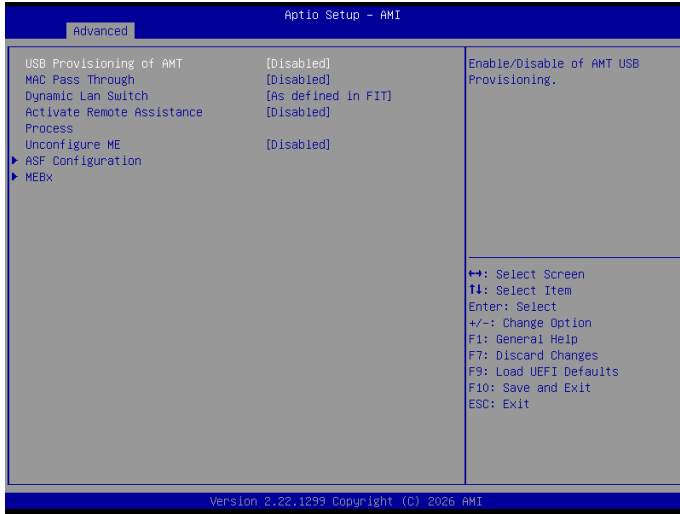 Aptio Setup - AMI
Advanced
USB Provisioning of AMT [Disabled]
MAC Pass Through [Disabled]
Dynamic Lan Switch [As defined in FIT]
Activate Remote Assistance [Disabled]
Process
Unconfigure ME [Disabled]
► ASF Configuration
► MEBx
Enable/Disable of AMT USB
Provisioning.
↔: Select Screen
↑↓: Select Item
Enter: Select
+/-: Change Option
F1: General Help
F7: Discard Changes
F9: Load UEFI Defaults
F10: Save and Exit
ESC: Exit
Version 2.22.1299 Copyright (C) 2026 AMI